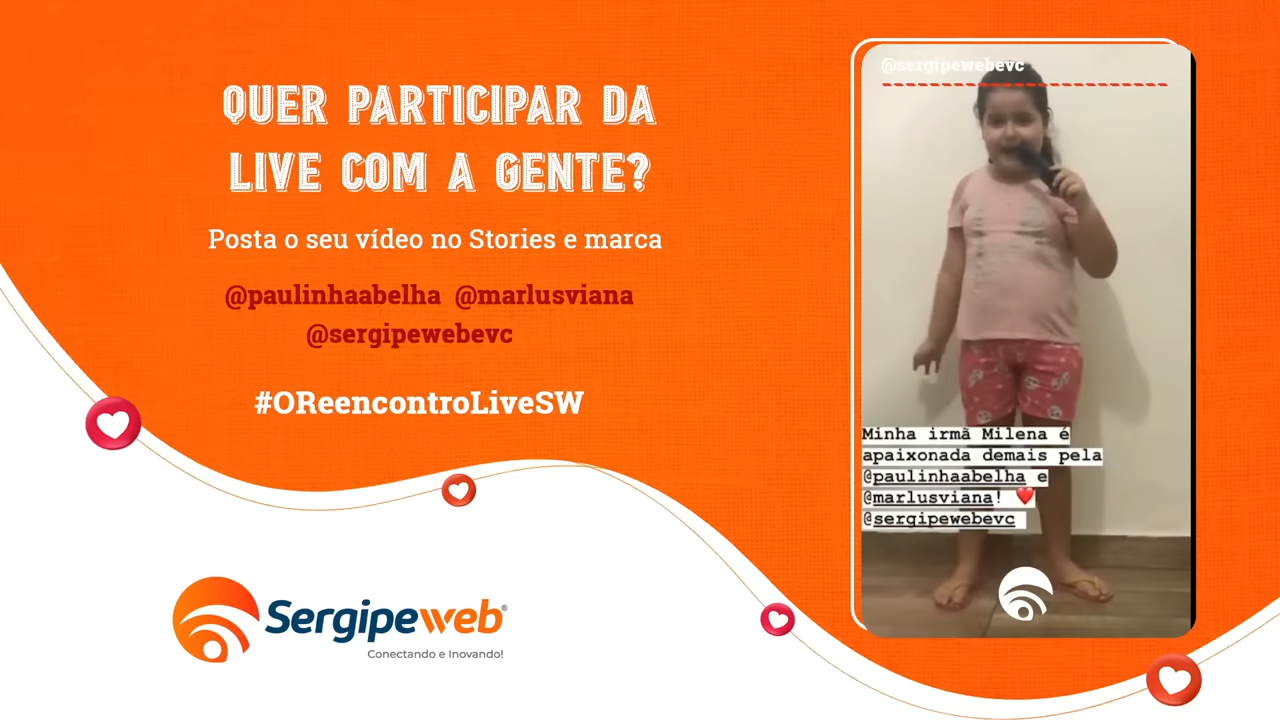 QUER PARTICIPAR DA
LIVE COM A GENTE?
Posta o seu vídeo no Stories e marca
@paulinhaabelha @marlusviana
@sergipewebevc
#OReencontroLiveSW
Sergipeweb®
Conectando e Inovando!
@sergipewebevc
Minha irmã Milena é
apaixonada demais pela
@paulinhaabelha e
@marlusviana! ❤️
@sergipewebevc